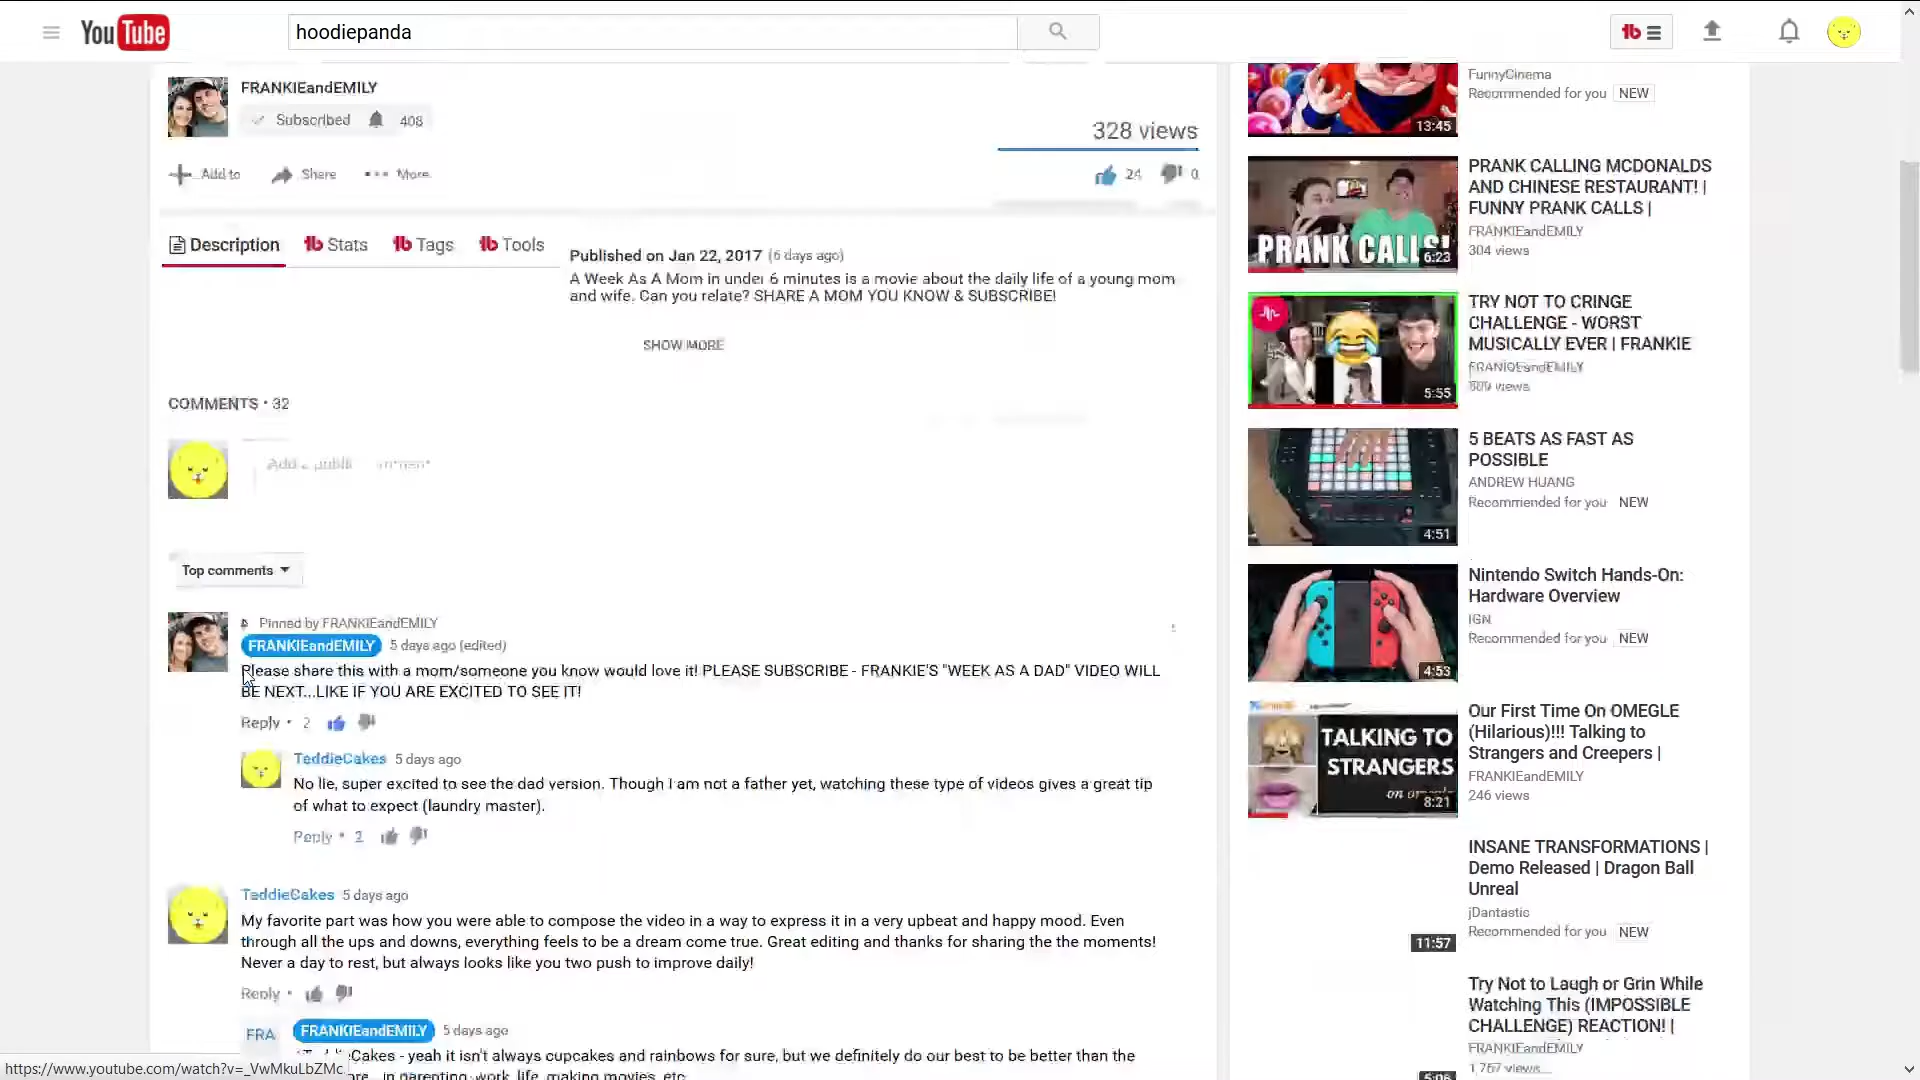 YouTube
hoodiepanda
FRANKIEandEMILY
Subscribed 408
328 views
Add to Share More
24 0
Description Stats Tags Tools
Published on Jan 22, 2017 (6 days ago)
A Week As A Mom in under 6 minutes is a movie about the daily life of a young mom
and wife. Can you relate? SHARE A MOM YOU KNOW & SUBSCRIBE!
SHOW MORE
COMMENTS • 32
Add a public comment
Top comments
Pinned by FRANKIEandEMILY
FRANKIEandEMILY 5 days ago (edited)
Please share this with a mom/someone you know would love it! PLEASE SUBSCRIBE - FRANKIE'S "WEEK AS A DAD" VIDEO WILL
BE NEXT...LIKE IF YOU ARE EXCITED TO SEE IT!
Reply • 2
TeddieCakes 5 days ago
No lie, super excited to see the dad version. Though I am not a father yet, watching these type of videos gives a great tip
of what to expect (laundry master).
Reply •
TeddieCakes 5 days ago
My favorite part was how you were able to compose the video in a way to express it in a very upbeat and happy mood. Even
through all the ups and downs, everything feels to be a dream come true. Great editing and thanks for sharing the the moments!
Never a day to rest, but always looks like you two push to improve daily!
Reply •
FRA FRANKIEandEMILY 5 days ago
Cakes - yeah it isn't always cupcakes and rainbows for sure, but we definitely do our best to be better than the
in parenting, work, life, making movies, etc
https://www.youtube.com/watch?v=_VwMkuLbZMc
FunnyCinema
Recommended for you NEW
13:45
PRANK CALLING MCDONALDS
AND CHINESE RESTAURANT! |
FUNNY PRANK CALLS |
FRANKIEandEMILY
304 views
PRANK CALLS!
6:23
TRY NOT TO CRINGE
CHALLENGE - WORST
MUSICALLY EVER | FRANKIE
FRANKIEandEMILY
views
5:55
5 BEATS AS FAST AS
POSSIBLE
ANDREW HUANG
Recommended for you NEW
4:51
Nintendo Switch Hands-On:
Hardware Overview
IGN
Recommended for you NEW
4:53
Our First Time On OMEGLE
(Hilarious)!!! Talking to
Strangers and Creepers |
FRANKIEandEMILY
246 views
TALKING TO
STRANGERS
on
8:21
INSANE TRANSFORMATIONS |
Demo Released | Dragon Ball
Unreal
jDantastic
Recommended for you NEW
11:57
Try Not to Laugh or Grin While
Watching This (IMPOSSIBLE
CHALLENGE) REACTION! |
FRANKIEandEMILY
1,757 views
5:06